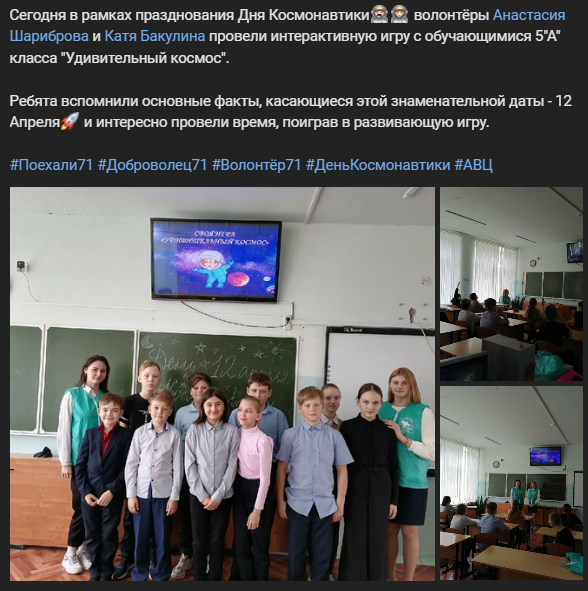 Сегодня в рамках празднования Дня Космонавтики👨‍🚀👩‍🚀 волонтёры Анастасия
Шариброва и Катя Бакулина провели интерактивную игру с обучающимися 5"А"
класса "Удивительный космос".
Ребята вспомнили основные факты, касающиеся этой знаменательной даты - 12
Апреля🚀 и интересно провели время, поиграв в развивающую игру.
#Поехали71 #Доброволец71 #Волонтёр71 #ДеньКосмонавтики #АВЦ
СВОЯ ИГРА
«УДИВИТЕЛЬНЫЙ КОСМОС»
День 12 апреля